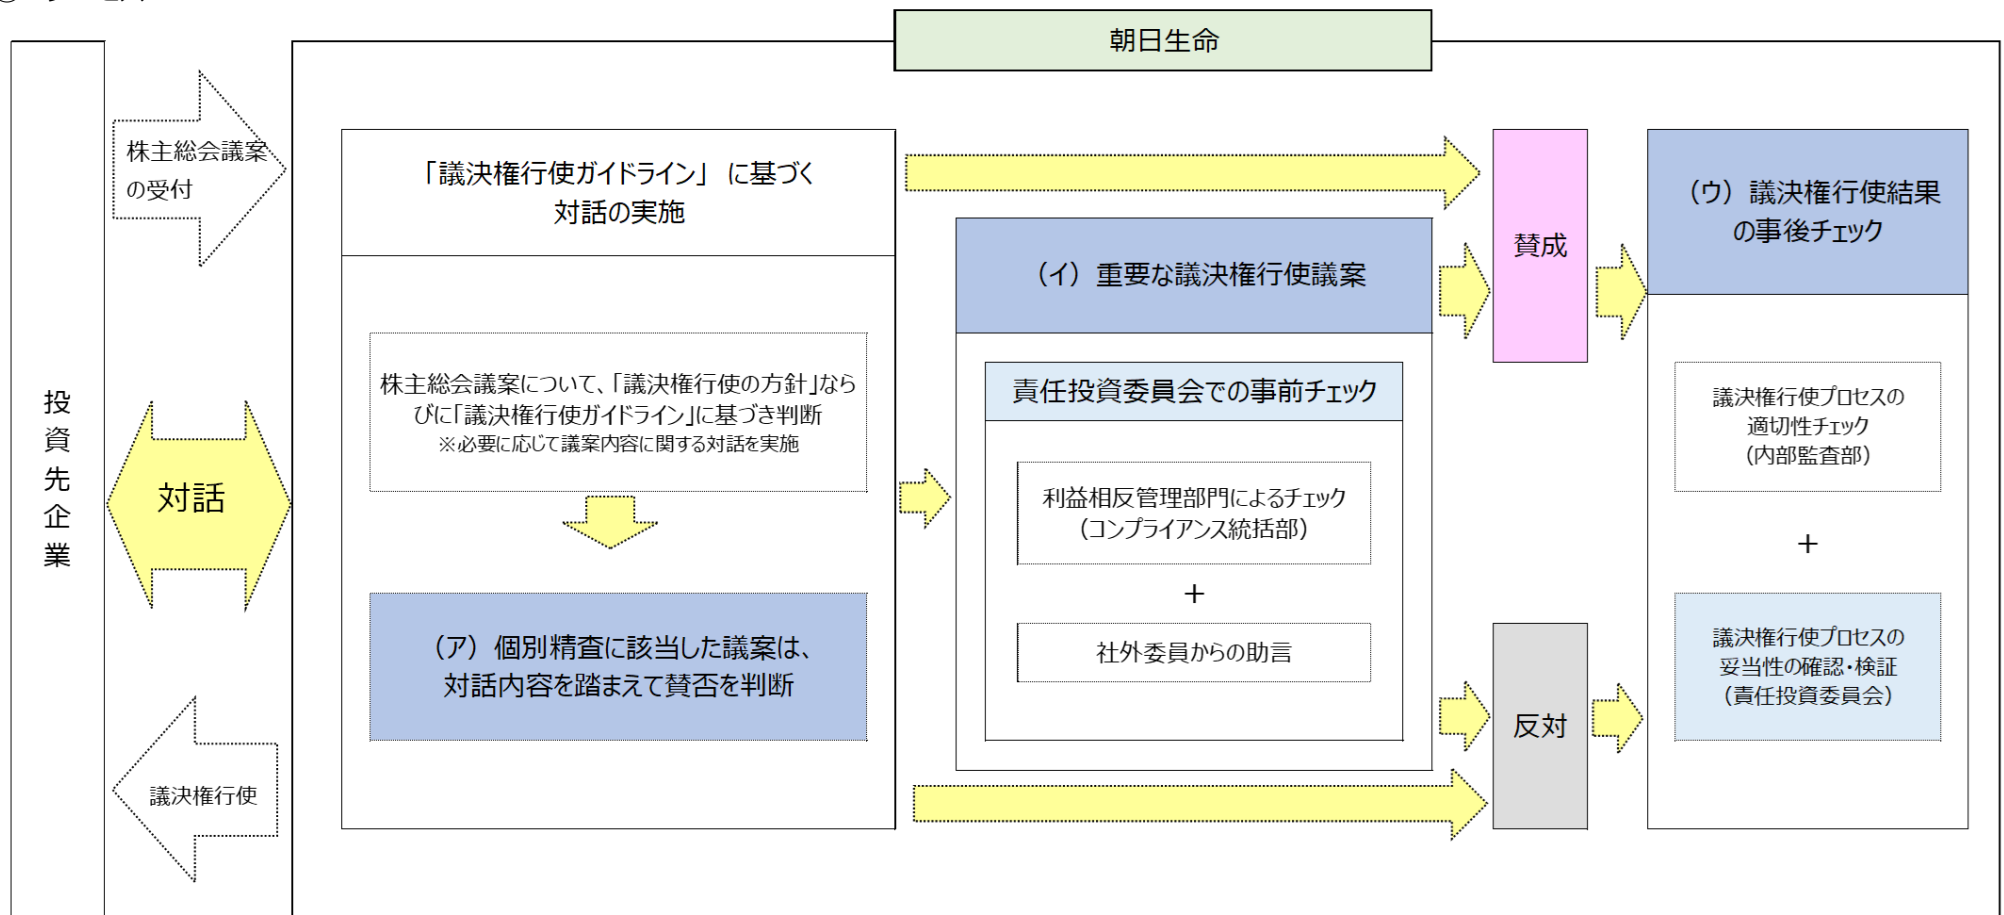 朝日生命
株主総会議案
の受付
「議決権行使ガイドライン」 に基づく
対話の実施
株主総会議案について、「議決権行使の方針」なら
びに「議決権行使ガイドライン」に基づき判断
※必要に応じて議案内容に関する対話を実施
(ア) 個別精査に該当した議案は、
対話内容を踏まえて賛否を判断
(イ) 重要な議決権行使議案
責任投資委員会での事前チェック
利益相反管理部門によるチェック
(コンプライアンス統括部)
+
社外委員からの助言
賛成
反対
(ウ) 議決権行使結果
の事後チェック
議決権行使プロセスの
適切性チェック
(内部監査部)
+
議決権行使プロセスの
妥当性の確認・検証
(責任投資委員会)
投資先企業
対話
議決権行使